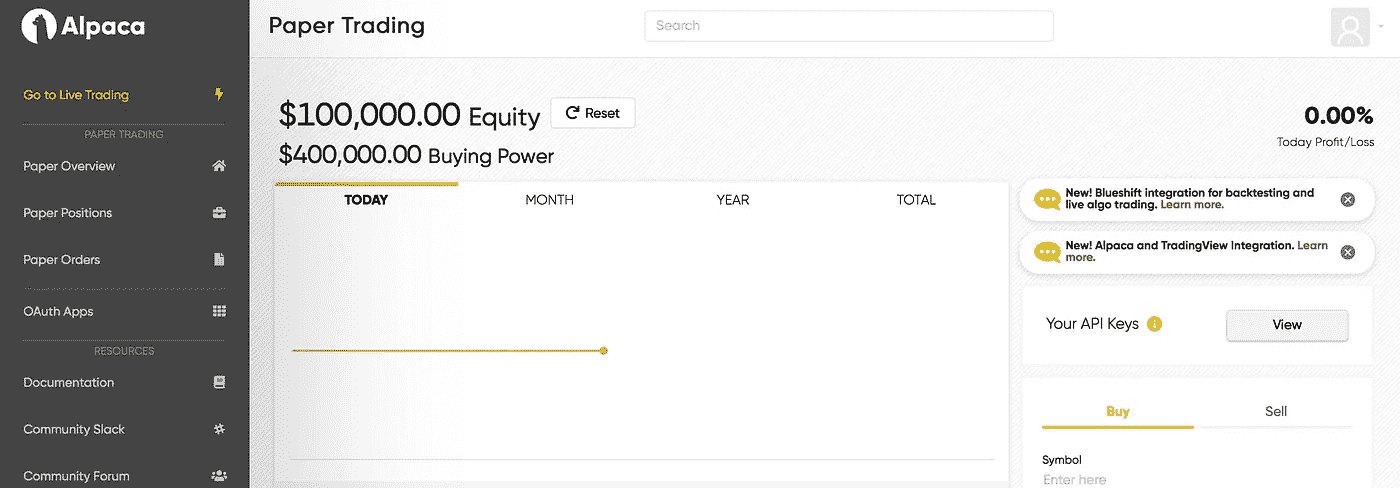 Alpaca
Go to Live Trading
PAPER TRADING
Paper Overview
Paper Positions
Paper Orders
OAuth Apps
RESOURCES
Documentation
Community Slack
Community Forum
Paper Trading
Search
$100,000.00 Equity
Reset
$400,000.00 Buying Power
0.00%
Today Profit/Loss
TODAY
MONTH
YEAR
TOTAL
New! Blueshift integration for backtesting and
live algo trading. Learn more.
New! Alpaca and TradingView Integration. Learn
more.
Your API Keys
View
Buy
Sell
Symbol
Enter here